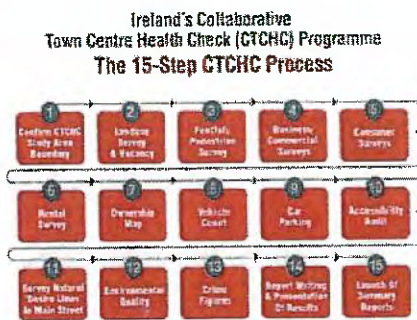 Ireland's Collaborative
Town Centre Health Check (CTCHC) Programme
The 15-Step CTCHC Process
1
2
3
4
5
Confirm CTCHC
Study Area
Boundary
Landuse
Survey
& Vacancy
Footfall/
Pedestrian
Survey
Business/
Commercial
Surveys
Consumer
Surveys
6
7
8
9
10
Rental
Survey
Ownership
Map
Vehicle
Count
Car
Parking
Accessibility
Audit
11
12
13
14
15
Survey Natural
Desire Lines
to Main Street
Environmental
Quality
Crime
Figures
Report Writing
& Presentation
Of Results
Launch Of
Summary
Reports